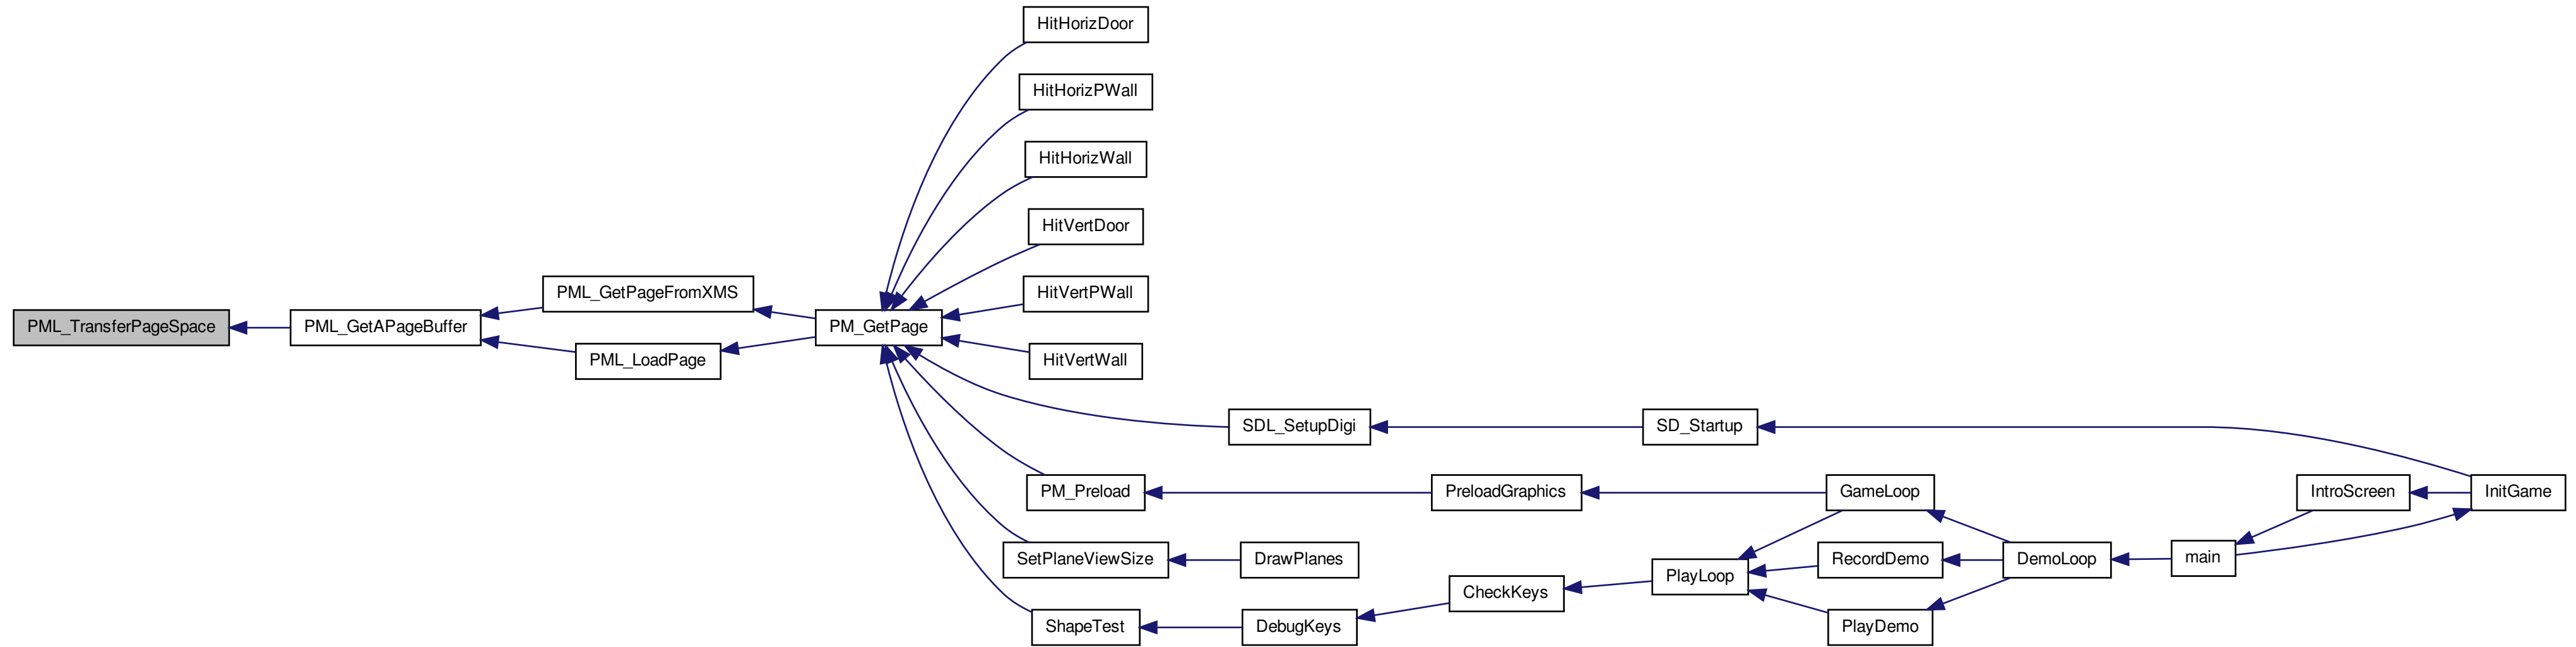 HitHorizDoor
HitHorizPWall
HitHorizWall
HitVertDoor
PML_GetPageFromXMS
HitVertPWall
PML_TransferPageSpace
PML_GetAPageBuffer
PM_GetPage
PML_LoadPage
HitVertWall
SDL_SetupDigi
SD_Startup
PM_Preload
PreloadGraphics
GameLoop
IntroScreen
InitGame
SetPlaneViewSize
DrawPlanes
RecordDemo
DemoLoop
main
PlayLoop
CheckKeys
ShapeTest
DebugKeys
PlayDemo